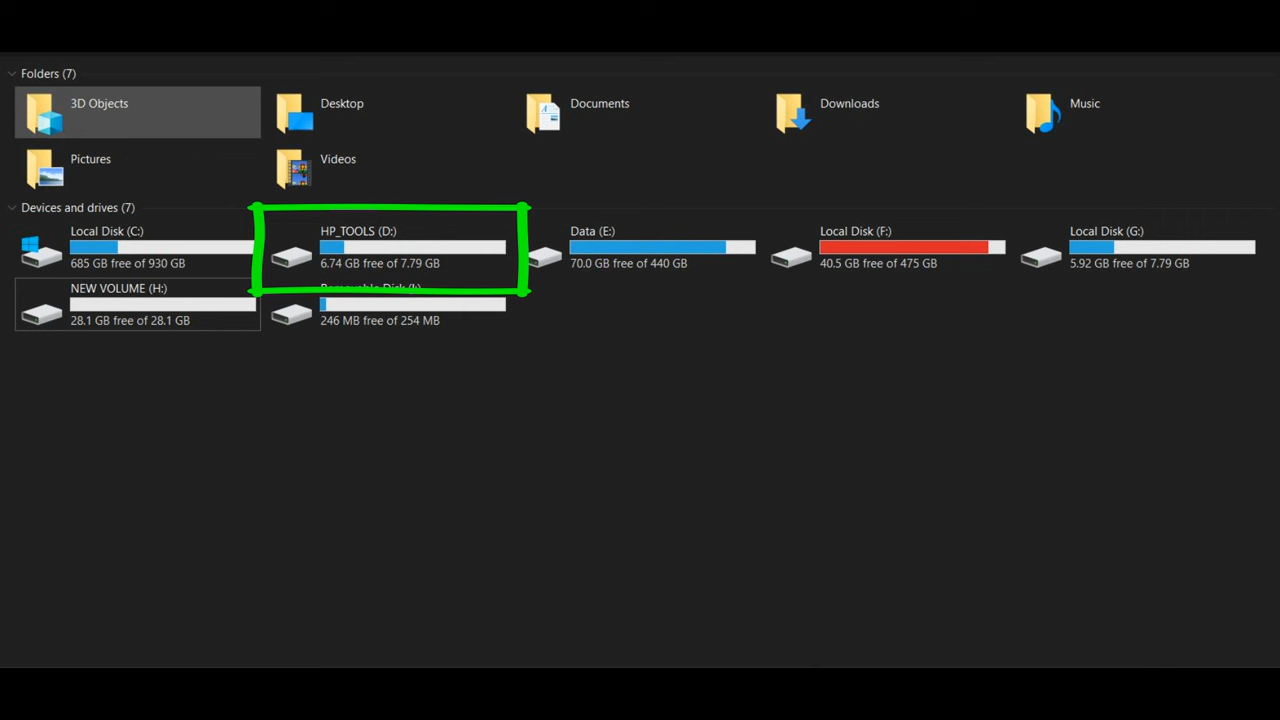 Folders (7)
3D Objects
Desktop
Documents
Downloads
Music
Pictures
Videos
Devices and drives (7)
Local Disk (C:)
685 GB free of 930 GB
HP_TOOLS (D:)
6.74 GB free of 7.79 GB
Data (E:)
70.0 GB free of 440 GB
Local Disk (F:)
40.5 GB free of 475 GB
Local Disk (G:)
5.92 GB free of 7.79 GB
NEW VOLUME (H:)
28.1 GB free of 28.1 GB
Removable Disk (I:)
246 MB free of 254 MB